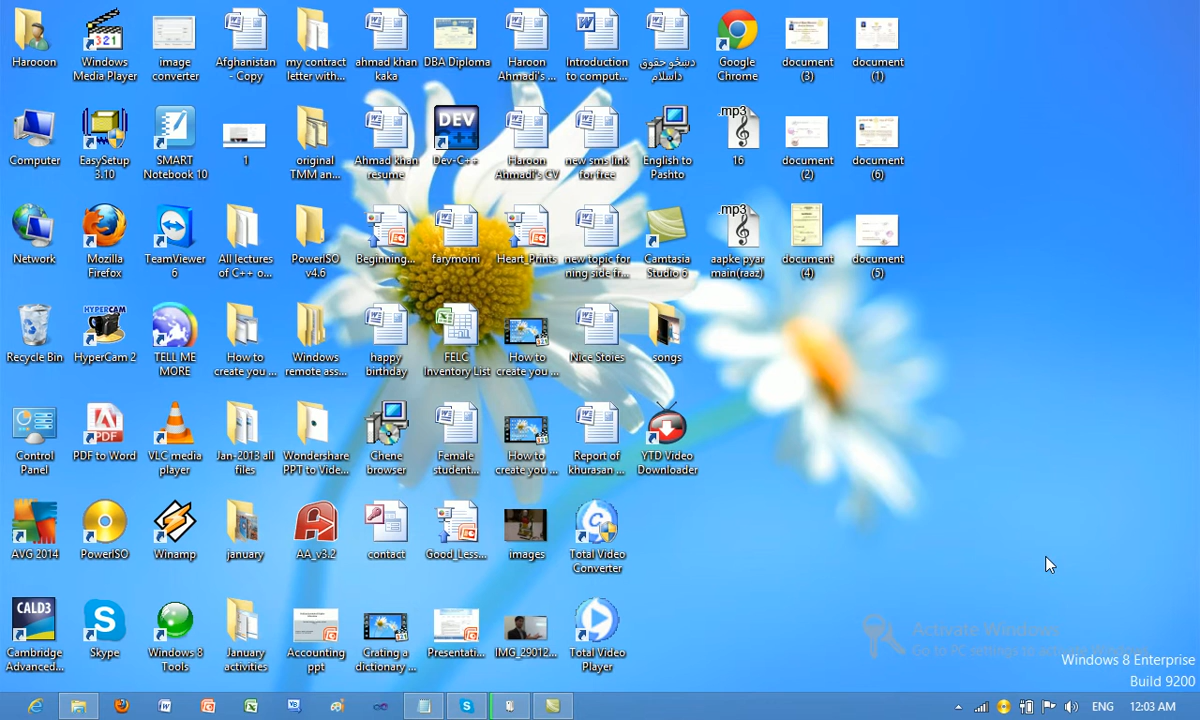 Harooon
Windows
Media Player
image
converter
Afghanistan
- Copy
my contract
letter with...
ahmad khan
kaka
DBA Diploma
Haroon
Ahmadi's ...
Introduction
to comput...
دښځو حقوق
داسلام
Google
Chrome
document
(3)
document
(1)
Computer
EasySetup
3.10
SMART
Notebook 10
1
original
TMM an...
Ahmad khan
resume
DEV
C++
Dev-C++
Haroon
Ahmadi's CV
new sms link
for free
English to
Pashto
.mp3
16
document
(2)
document
(6)
Network
Mozilla
Firefox
TeamViewer
6
All lectures
of C++ o...
PowerISO
v4.6
Beginning...
farymoini
Heart_Prints
new topic for
ning side fr...
Camtasia
Studio 6
.mp3
aapke pyar
main(raaz)
document
(4)
document
(5)
Recycle Bin
HYPERCAM
HyperCam 2
TELL ME
MORE
How to
create you ...
Windows
remote ass...
happy
birthday
FELC
Inventory List
How to
create you ...
Nice Stoies
songs
Control
Panel
PDF
PDF to Word
VLC media
player
Jan-2013 all
files
Wondershare
PPT to Vide...
Chene
browser
Female
student...
How to
create you ...
Report of
khurasan ...
YTD Video
Downloader
AVG 2014
PowerISO
Winamp
january
AA_v3.2
contact
Good_Less...
images
Total Video
Converter
CALD3
Cambridge
Advanced...
Skype
Windows 8
Tools
January
activities
Accounting
ppt
Crating a
dictionary ...
Presentati...
IMG_29012...
Total Video
Player
Activate Windows
Go to PC settings to activate Windows
Windows 8 Enterprise
Build 9200
ENG
12:03 AM